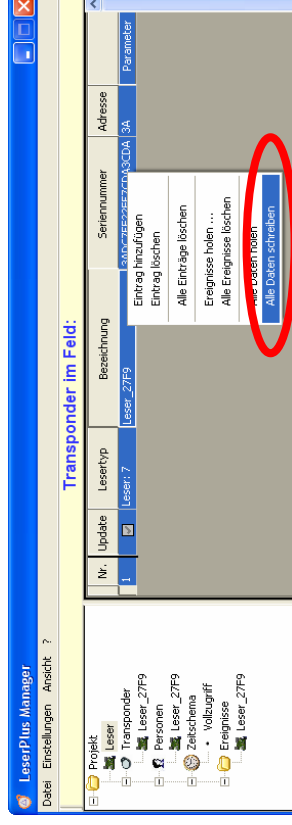 LeserPlus Manager
Datei Einstellungen Ansicht ?
Projekt
Leser
Transponder
Leser_27F9
Personen
Leser_27F9
Zeitschema
Vollzugriff
Ereignisse
Leser_27F9
Transponder im Feld:
Nr. Update Lesertyp Bezeichnung Seriennummer Adresse
1 Leser: 7 Leser_27F9 3A Parameter
Eintrag hinzufügen
Eintrag löschen
Alle Einträge löschen
Ereignisse holen ...
Alle Ereignisse löschen
Alle Daten holen
Alle Daten schreiben